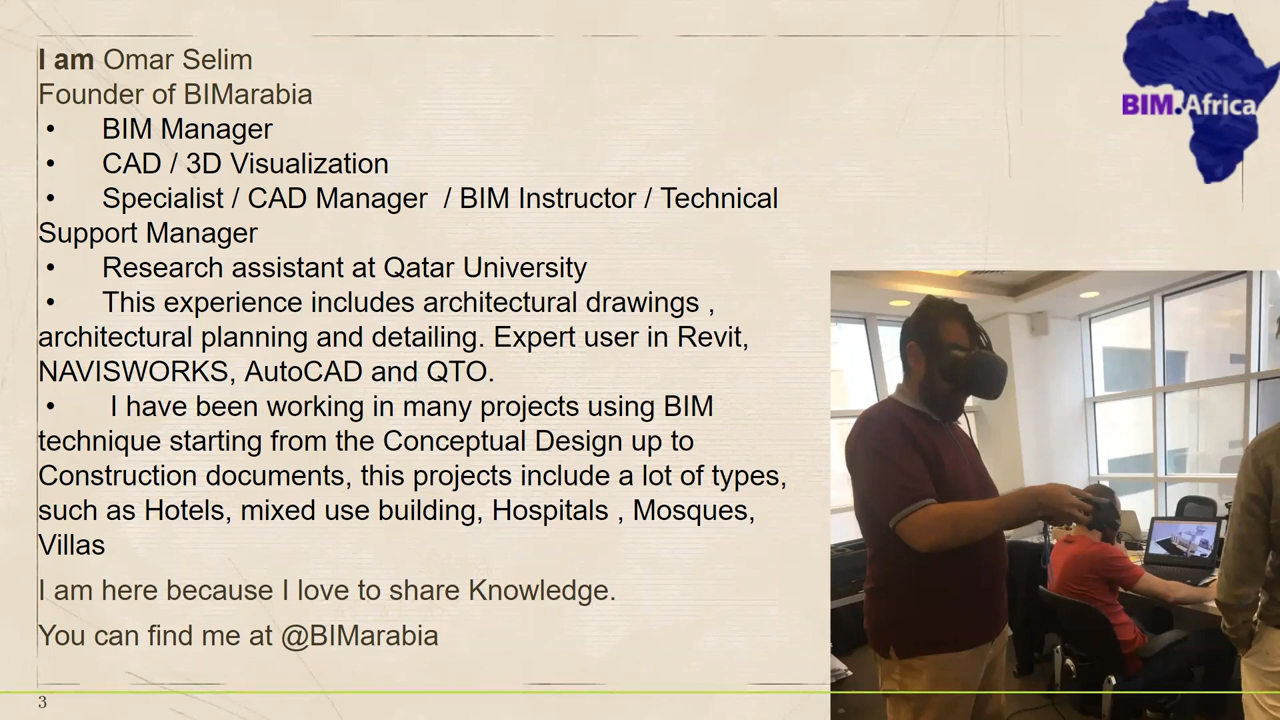 I am Omar Selim
Founder of BIMarabia
• BIM Manager
• CAD / 3D Visualization
• Specialist / CAD Manager / BIM Instructor / Technical
Support Manager
• Research assistant at Qatar University
• This experience includes architectural drawings ,
architectural planning and detailing. Expert user in Revit,
NAVISWORKS, AutoCAD and QTO.
• I have been working in many projects using BIM
technique starting from the Conceptual Design up to
Construction documents, this projects include a lot of types,
such as Hotels, mixed use building, Hospitals , Mosques,
Villas
I am here because I love to share Knowledge.
You can find me at @BIMarabia
3
BIM.Africa